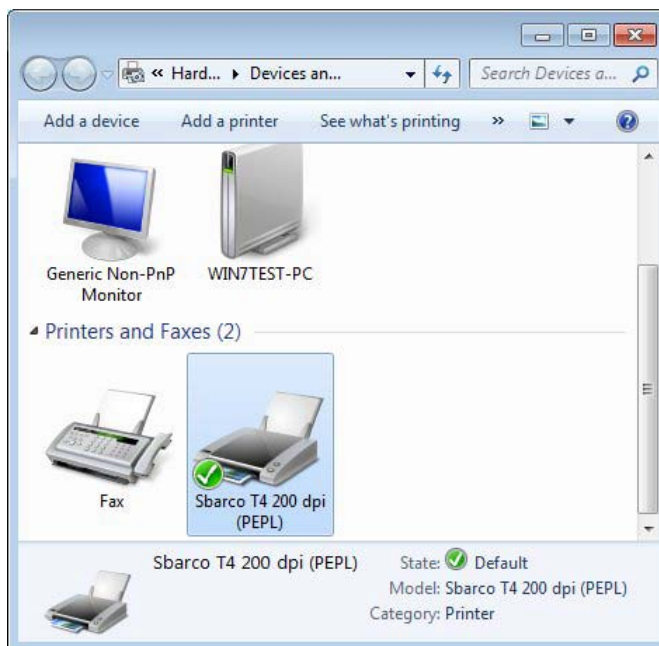 « Hard... ▸ Devices an...
Search Devices a...
Add a device Add a printer See what's printing »
Generic Non-PnP
Monitor
WIN7TEST-PC
Printers and Faxes (2)
Fax
Sbarco T4 200 dpi
(PEPL)
Sbarco T4 200 dpi (PEPL)
State: Default
Model: Sbarco T4 200 dpi (PEPL)
Category: Printer